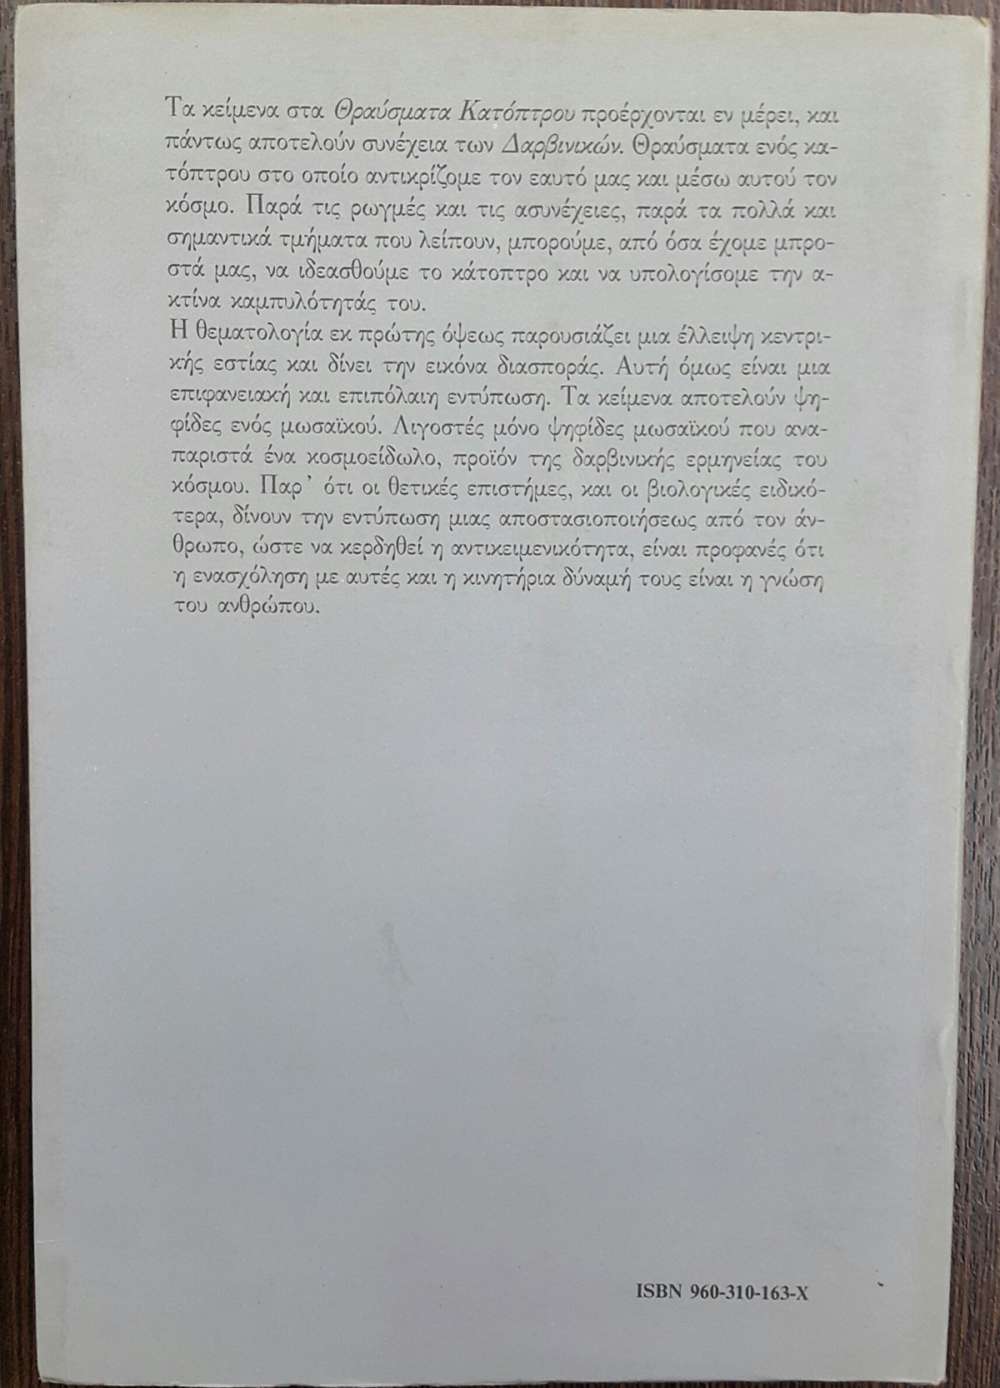 Τα κείμενα στα Θραύσματα Κατόπτρου προέρχονται εν μέρει, και
πάντως αποτελούν συνέχεια των Δαρβινικών. Θραύσματα ενός κα-
τόπτρου στο οποίο αντικρίζομε τον εαυτό μας και μέσω αυτού τον
κόσμο. Παρά τις ρωγμές και τις ασυνέχειες, παρά τα πολλά και
σημαντικά τμήματα που λείπουν, μπορούμε, από όσα έχομε μπρο-
στά μας, να ιδεασθούμε το κάτοπτρο και να υπολογίσομε την α-
κτίνα καμπυλότητάς του.
Η θεματολογία εκ πρώτης όψεως παρουσιάζει μια έλλειψη κεντρι-
κής εστίας και δίνει την εικόνα διασποράς. Αυτή όμως είναι μια
επιφανειακή και επιπόλαιη εντύπωση. Τα κείμενα αποτελούν ψη-
φίδες ενός μωσαϊκού. Λιγοστές μόνο ψηφίδες μωσαϊκού που ανα-
παριστά ένα κοσμοείδωλο, προϊόν της δαρβινικής ερμηνείας του
κόσμου. Παρ' ότι οι θετικές επιστήμες, και οι βιολογικές ειδικό-
τερα, δίνουν την εντύπωση μιας αποστασιοποιήσεως από τον άν-
θρωπο, ώστε να κερδηθεί η αντικειμενικότητα, είναι προφανές ότι
η ενασχόληση με αυτές και η κινητήρια δύναμή τους είναι η γνώση
του ανθρώπου.
ISBN 960-310-163-X